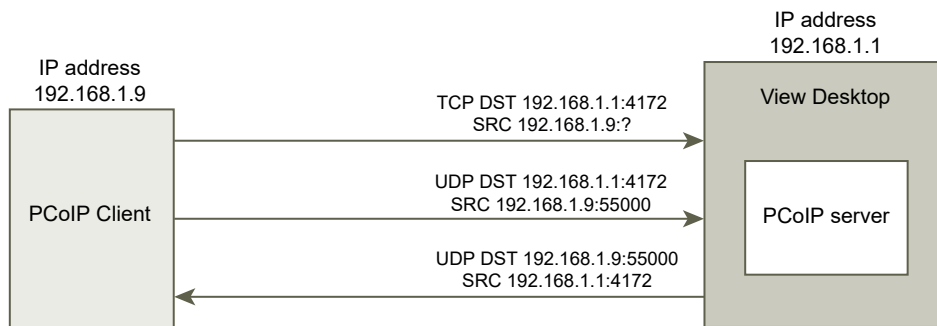 IP address
192.168.1.1
IP address
192.168.1.9
View Desktop
TCP DST 192.168.1.1:4172
SRC 192.168.1.9:?
UDP DST 192.168.1.1:4172
SRC 192.168.1.9:55000
PCoIP Client
PCoIP server
UDP DST 192.168.1.9:55000
SRC 192.168.1.1:4172